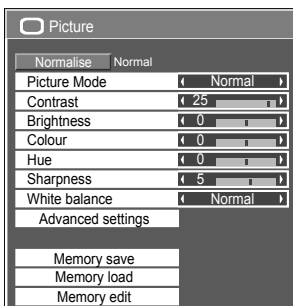 Picture
Normalise Normal
Picture Mode Normal
Contrast 25
Brightness 0
Colour 0
Hue 0
Sharpness 5
White balance Normal
Advanced settings
Memory save
Memory load
Memory edit